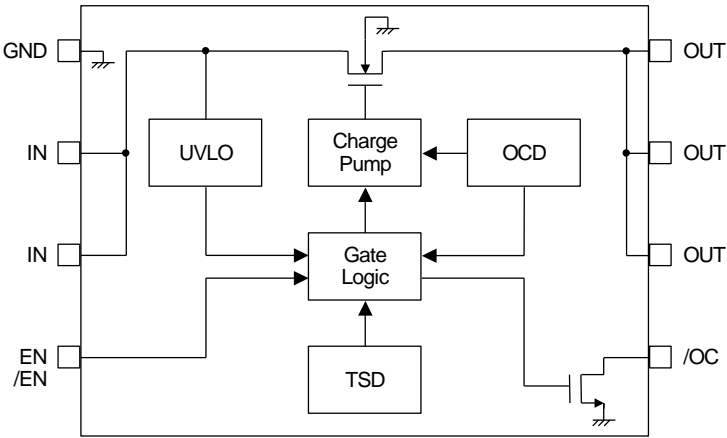 GND
OUT
IN
UVLO
Charge
Pump
OCD
OUT
IN
Gate
Logic
OUT
EN
/EN
TSD
/OC